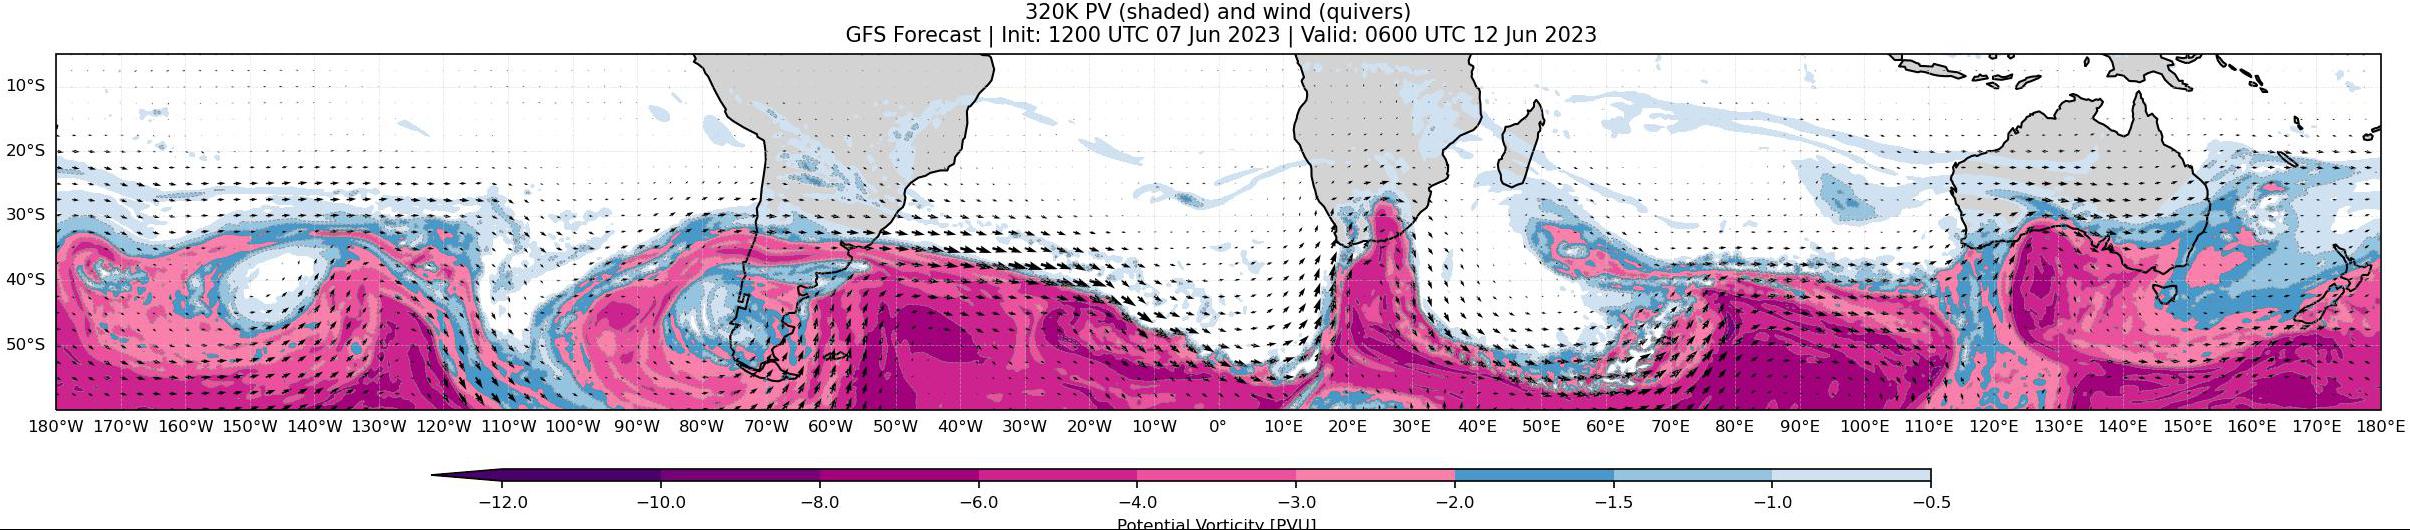 320K PV (shaded) and wind (quivers)
GFS Forecast | Init: 1200 UTC 07 Jun 2023 | Valid: 0600 UTC 12 Jun 2023
10°S
20°S
30°S
40°S
50°S
180°W 170°W 160°W 150°W 140°W 130°W 120°W 110°W 100°W 90°W 80°W 70°W 60°W 50°W 40°W 30°W 20°W 10°W 0° 10°E 20°E 30°E 40°E 50°E 60°E 70°E 80°E 90°E 100°E 110°E 120°E 130°E 140°E 150°E 160°E 170°E 180°E
−12.0 −10.0 −8.0 −6.0 −4.0 −3.0 −2.0 −1.5 −1.0 −0.5
Potential Vorticity [PVU]